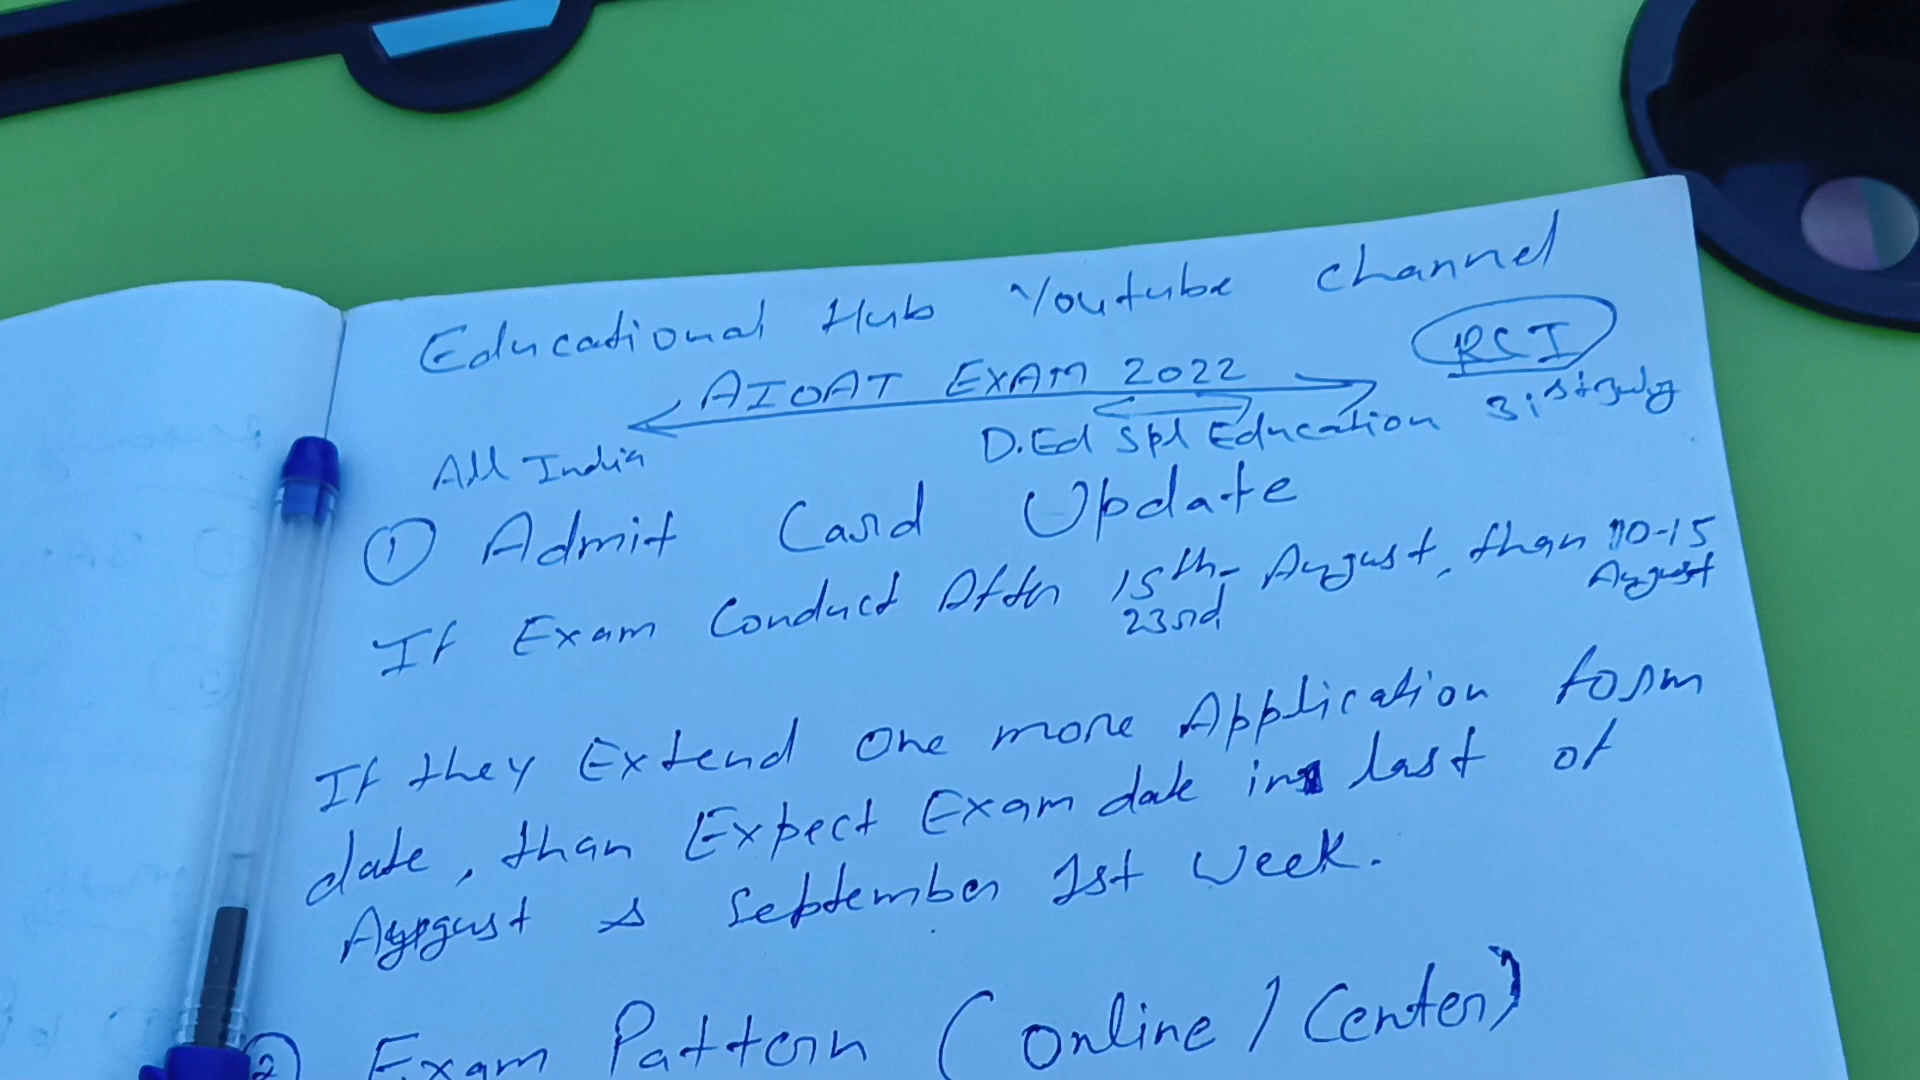 Educational Hub Youtube channel
RCI
AIOAT EXAM 2022
All India
D.Ed Spl Education 31st July
① Admit Card Update
If Exam Conduct After 15th- August, than 10-15
23rd August
If they Extend One more Application form
date, than Expect Exam date in last of
August & September 1st week.
② Exam Pattern (Online / Center)